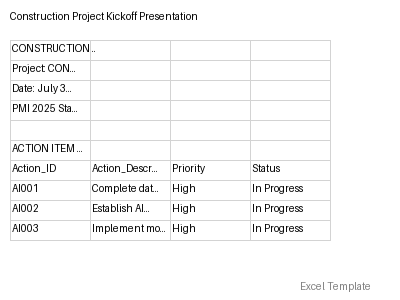 Construction Project Kickoff Presentation
CONSTRUCTION...
Project: CON...
Date: July 3...
PMI 2025 Sta...
ACTION ITEM ...
Action_ID Action_Descr... Priority Status
AI001 Complete dat... High In Progress
AI002 Establish AI... High In Progress
AI003 Implement mo... High In Progress
Excel Template